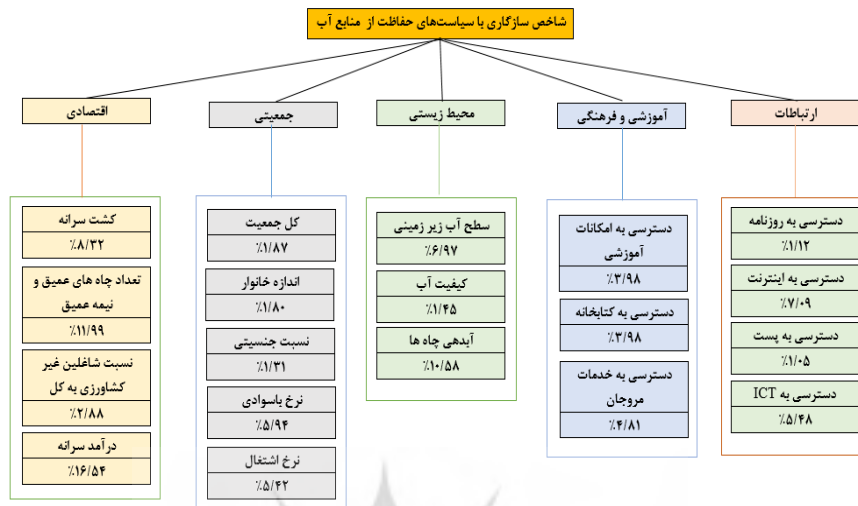 شاخص سازگاری با سیاست‌های حفاظت از منابع آب
ارتباطات
دسترسی به روزنامه
٪۱/۱۲
دسترسی به اینترنت
٪۷/۰۹
دسترسی به پست
٪۱/۰۵
دسترسی به ICT
٪۵/۴۸
آموزشی و فرهنگی
دسترسی به امکانات
آموزشی
٪۳/۹۸
دسترسی به کتابخانه
٪۳/۹۸
دسترسی به خدمات
مروجان
٪۴/۸۱
محیط زیستی
سطح آب زیر زمینی
٪۶/۹۷
کیفیت آب
٪۱/۴۵
آبدهی چاه ها
٪۱۰/۵۸
جمعیتی
کل جمعیت
٪۱/۸۷
اندازه خانوار
٪۱/۸۰
نسبت جنسیتی
٪۱/۳۱
نرخ باسوادی
٪۵/۹۴
نرخ اشتغال
٪۵/۴۲
اقتصادی
کشت سرانه
٪۸/۳۲
تعداد چاه های عمیق و
نیمه عمیق
٪۱۱/۹۹
نسبت شاغلین غیر
کشاورزی به کل
٪۲/۸۸
درآمد سرانه
٪۱۶/۵۴